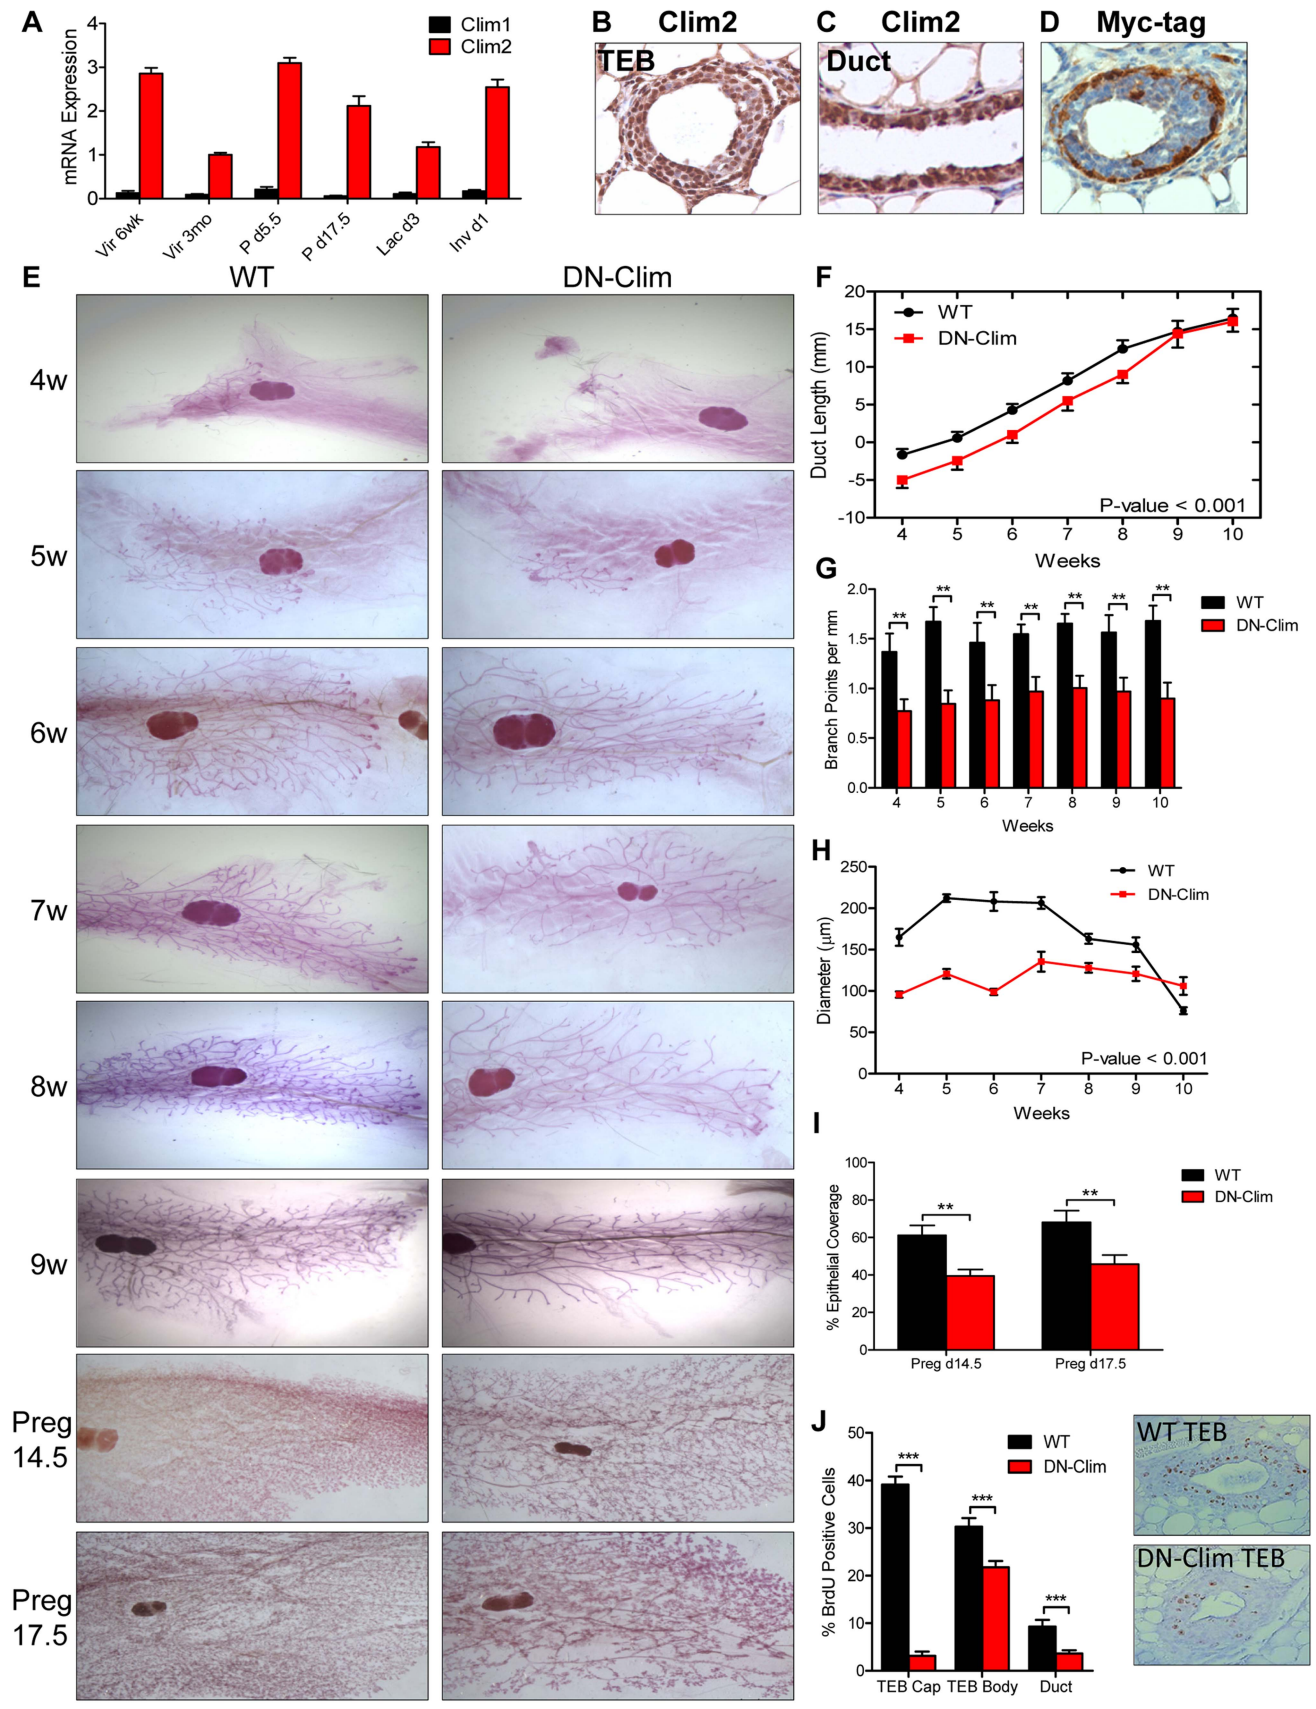 A
mRNA Expression
4
3
2
1
0
Clim1
Clim2
Vir 6wk
Vir 3mo
P d5.5
P d17.5
Lac d3
Inv d1
B Clim2
TEB
C Clim2
Duct
D Myc-tag
E WT DN-Clim
4w
5w
6w
7w
8w
9w
Preg
14.5
Preg
17.5
F
Duct Length (mm)
20
15
10
5
0
-5
-10
WT
DN-Clim
P-value < 0.001
4 5 6 7 8 9 10
Weeks
G
Branch Points per mm
2.0
1.5
1.0
0.5
0.0
** ** ** ** ** ** **
WT
DN-Clim
4 5 6 7 8 9 10
Weeks
H
Diameter (μm)
250
200
150
100
50
0
WT
DN-Clim
P-value < 0.001
4 5 6 7 8 9 10
Weeks
I
% Epithelial Coverage
100
80
60
40
20
0
** **
WT
DN-Clim
Preg d14.5 Preg d17.5
J
% BrdU Positive Cells
50
40
30
20
10
0
*** *** ***
WT
DN-Clim
TEB Cap TEB Body Duct
WT TEB
DN-Clim TEB